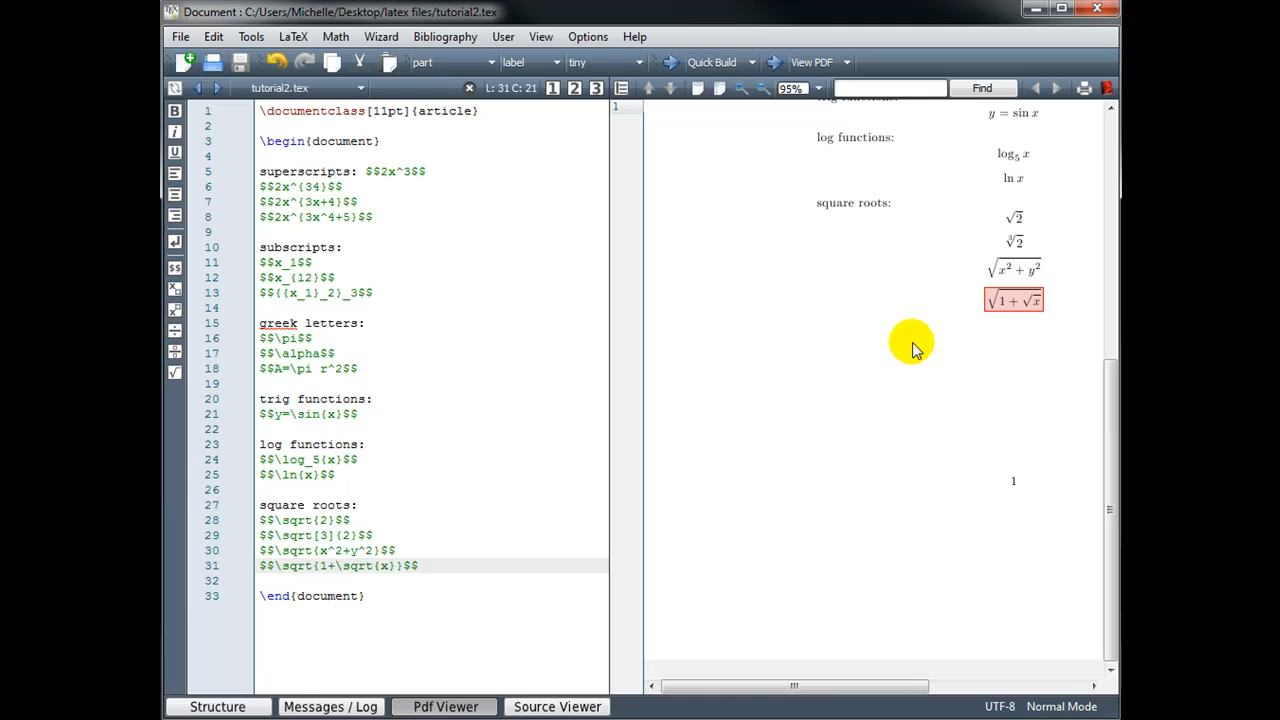 Document : C:/Users/Michelle/Desktop/latex files/tutorial2.tex
File Edit Tools LaTeX Math Wizard Bibliography User View Options Help
part label tiny Quick Build View PDF
tutorial2.tex L: 31 C: 21 1 2 3 95% Find
1 \documentclass[11pt]{article}
2
3 \begin{document}
4
5 superscripts: $$2x^3$$
6 $$2x^{34}$$
7 $$2x^{3x+4}$$
8 $$2x^{3x^4+5}$$
9
10 subscripts:
11 $$x_1$$
12 $$x_{12}$$
13 $${{x_1}_2}_3$$
14
15 greek letters:
16 $$\pi$$
17 $$\alpha$$
18 $$A=\pi r^2$$
19
20 trig functions:
21 $$y=\sin{x}$$
22
23 log functions:
24 $$\log_5{x}$$
25 $$\ln{x}$$
26
27 square roots:
28 $$\sqrt{2}$$
29 $$\sqrt[3]{2}$$
30 $$\sqrt{x^2+y^2}$$
31 $$\sqrt{1+\sqrt{x}}$$
32
33 \end{document}
1
y = sin x
log functions:
log₅ x
ln x
square roots:
√2
∛2
√(x² + y²)
√(1 + √x)
1
Structure Messages / Log Pdf Viewer Source Viewer UTF-8 Normal Mode